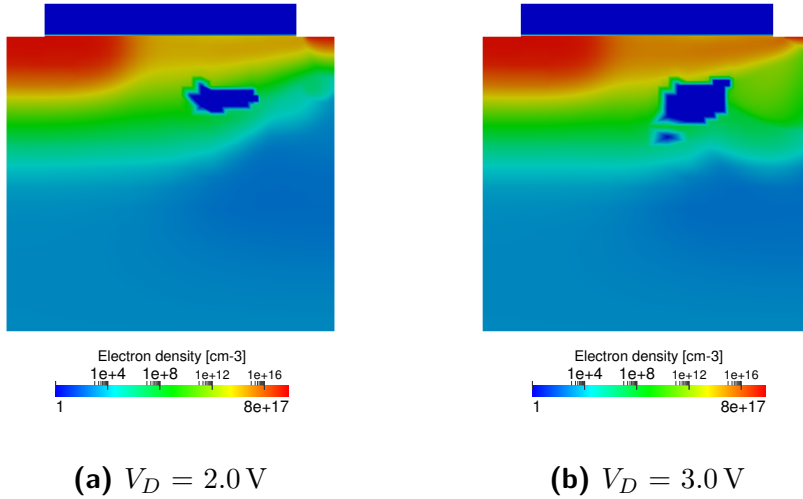 Electron density [cm-3]
1e+4 1e+8 1e+12 1e+16
1 8e+17
(a) V_D = 2.0 V
Electron density [cm-3]
1e+4 1e+8 1e+12 1e+16
1 8e+17
(b) V_D = 3.0 V